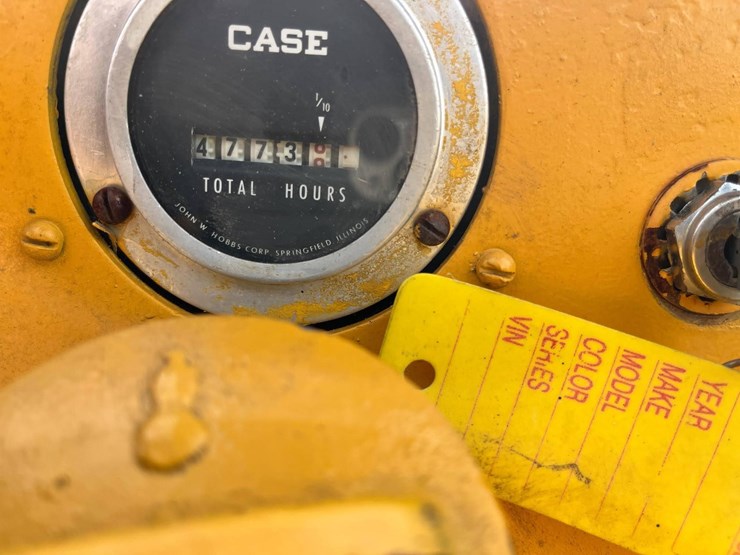 CASE
1/10
4773
TOTAL HOURS
JOHN W HOBBS CORP. SPRINGFIELD, ILLINOIS
YEAR
MAKE
MODEL
COLOR
SERIES
VIN